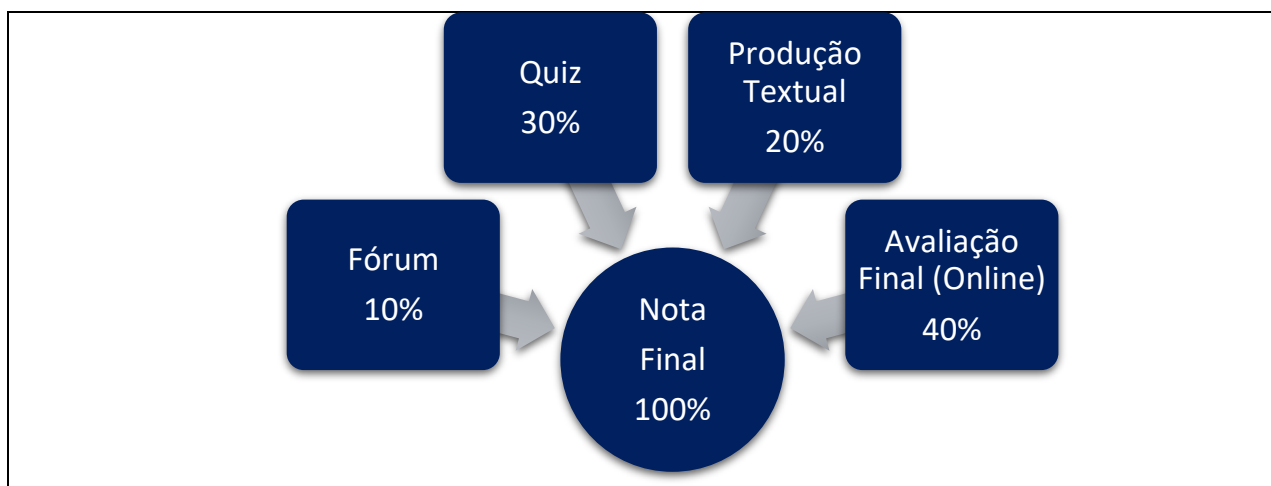 Quiz
30%
Produção
Textual
20%
Fórum
10%
Avaliação
Final (Online)
40%
Nota
Final
100%